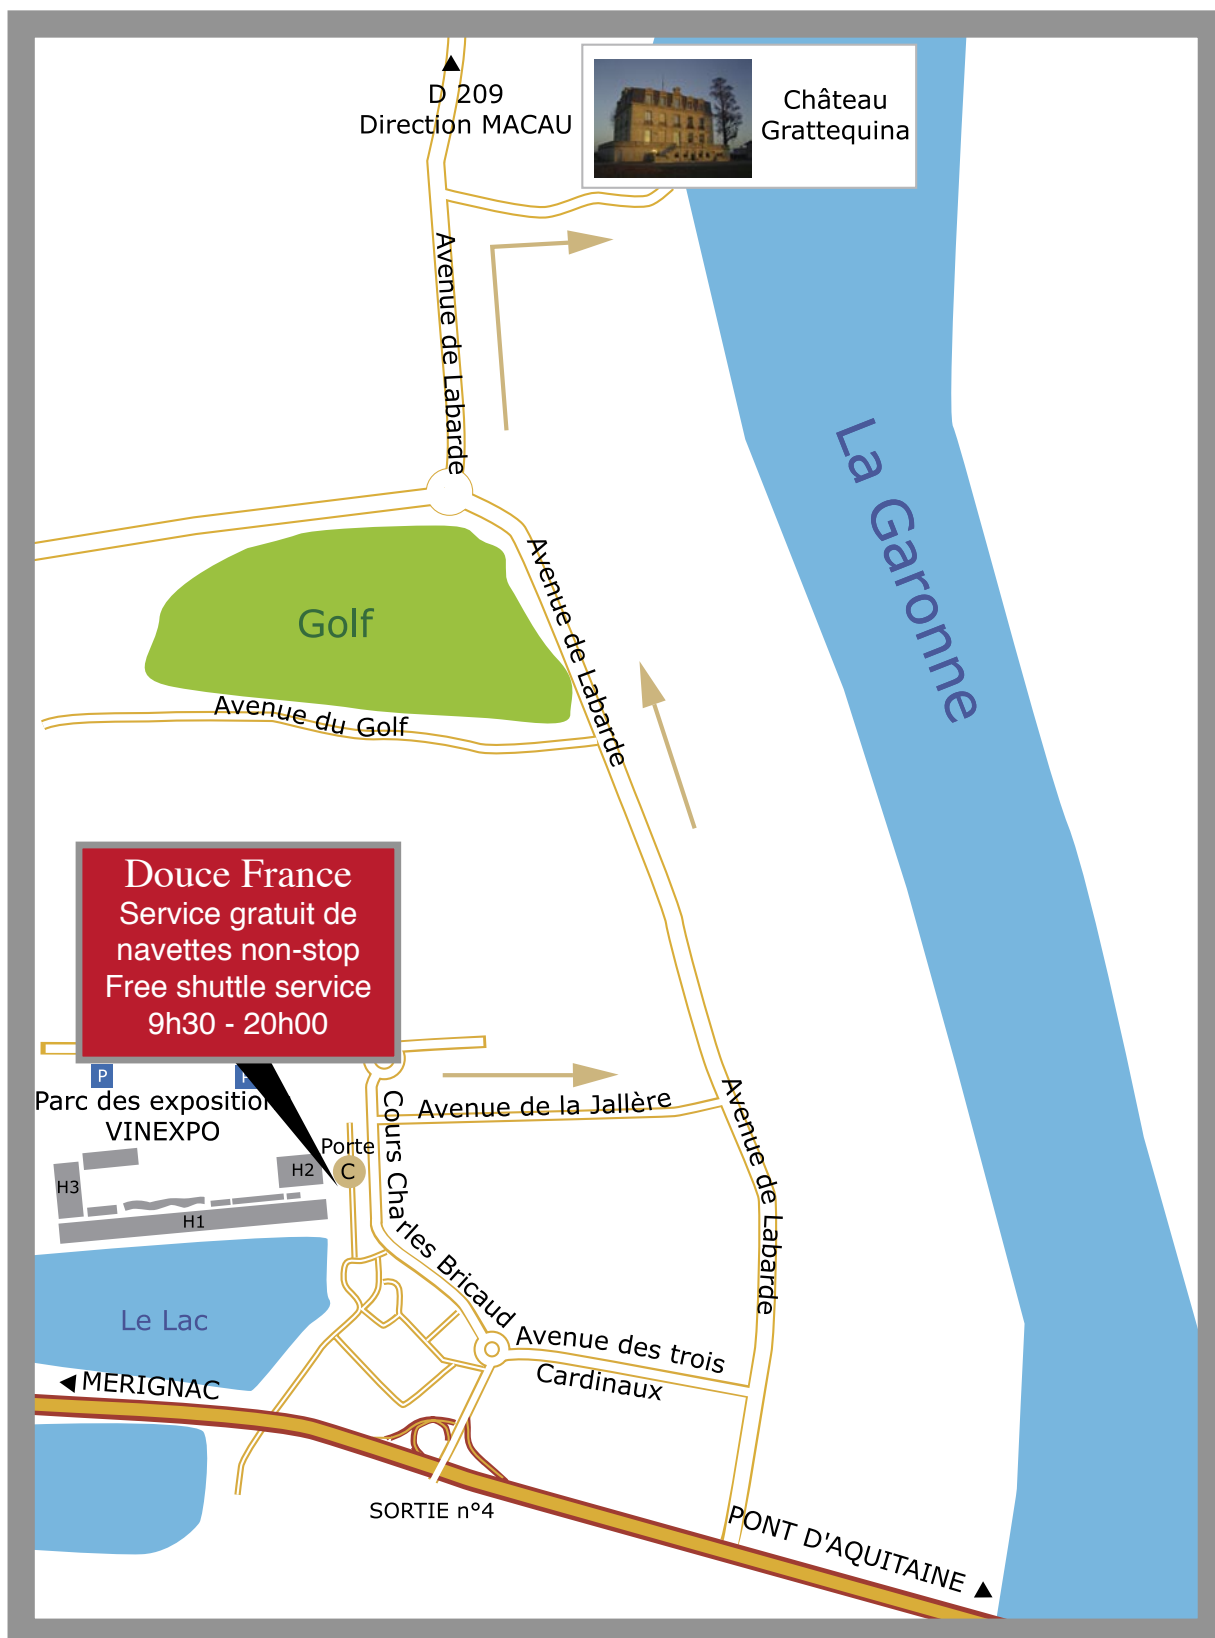 D 209
Direction MACAU
Château
Grattequina
Avenue de Labarde
La Garonne
Golf
Avenue de Labarde
Avenue du Golf
Douce France
Service gratuit de
navettes non-stop
Free shuttle service
9h30 - 20h00
P
P
Parc des exposition
VINEXPO
Cours Charles Bricaud
Avenue de la Jallère
Avenue de Labarde
Porte
C
H2
H3
H1
Le Lac
Avenue des trois
Cardinaux
MERIGNAC
SORTIE n°4
PONT D'AQUITAINE